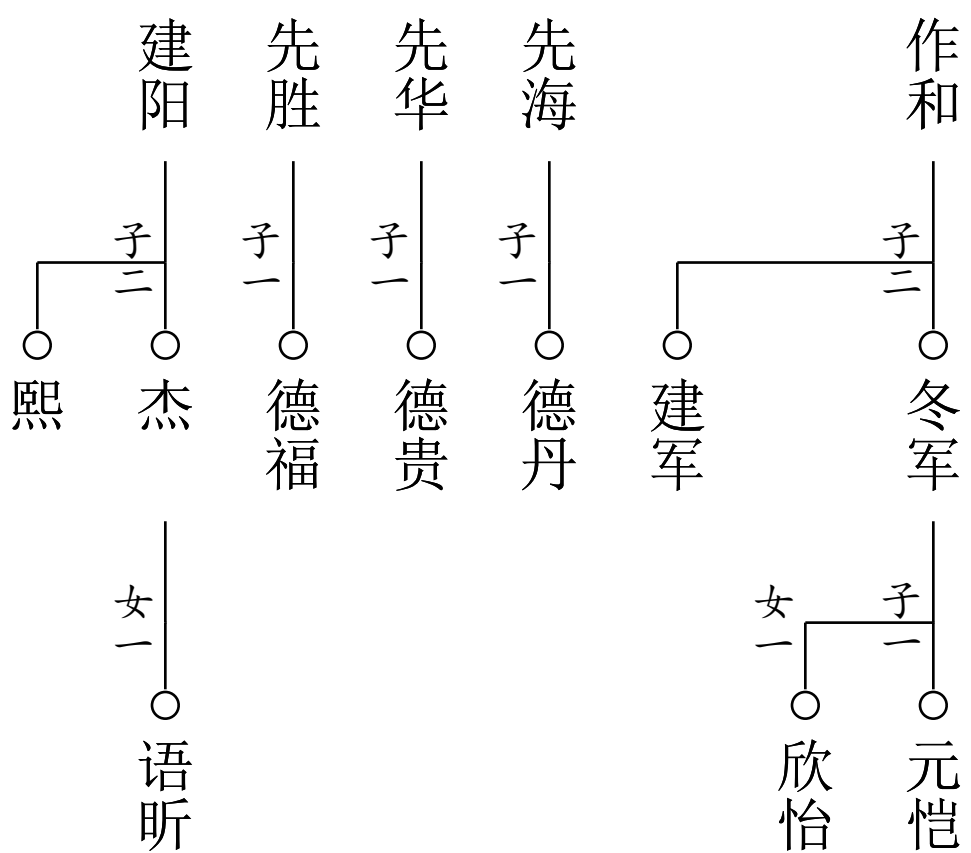 作和
先海
先华
先胜
建阳
子二
子一
子一
子一
子二
冬军
建军
德丹
德贵
德福
杰
熙
子一
女一
女一
元恺
欣怡
语昕